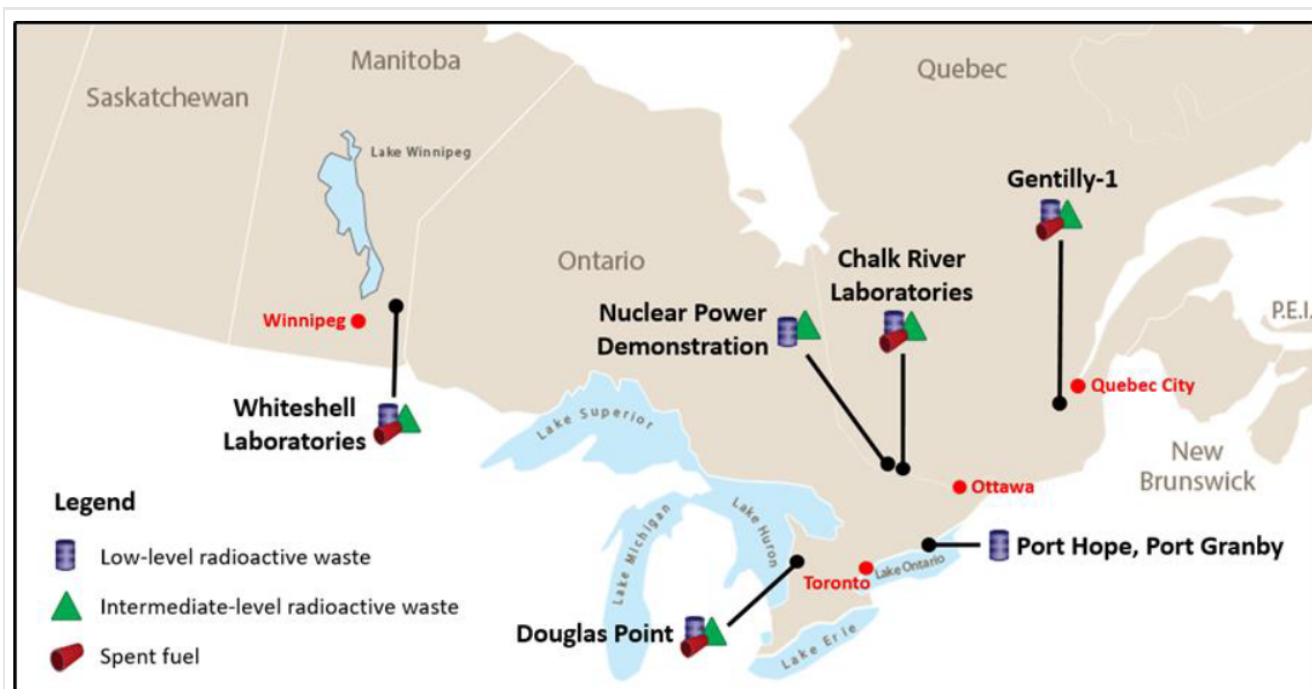 Manitoba
Quebec
Saskatchewan
Lake Winnipeg
Gentilly-1
Ontario
Chalk River
Laboratories
Nuclear Power
Demonstration
P.E.I.
Winnipeg
Quebec City
Whiteshell
Laboratories
Lake Superior
New
Brunswick
Ottawa
Legend
Low-level radioactive waste
Intermediate-level radioactive waste
Spent fuel
Lake Michigan
Lake Huron
Port Hope, Port Granby
Toronto
Lake Ontario
Douglas Point
Lake Erie